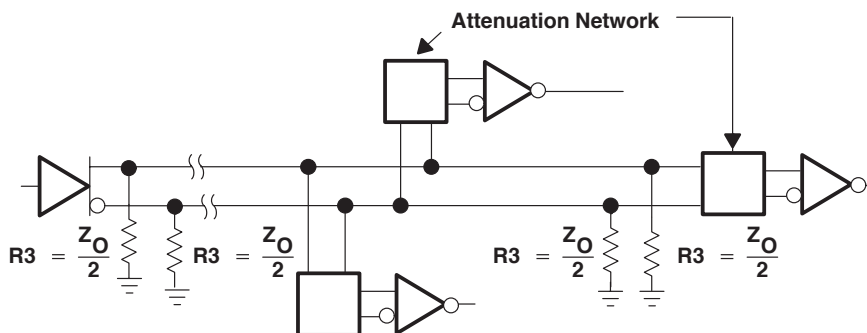 Attenuation Network
R3 = Z_O/2
R3 = Z_O/2
R3 = Z_O/2
R3 = Z_O/2